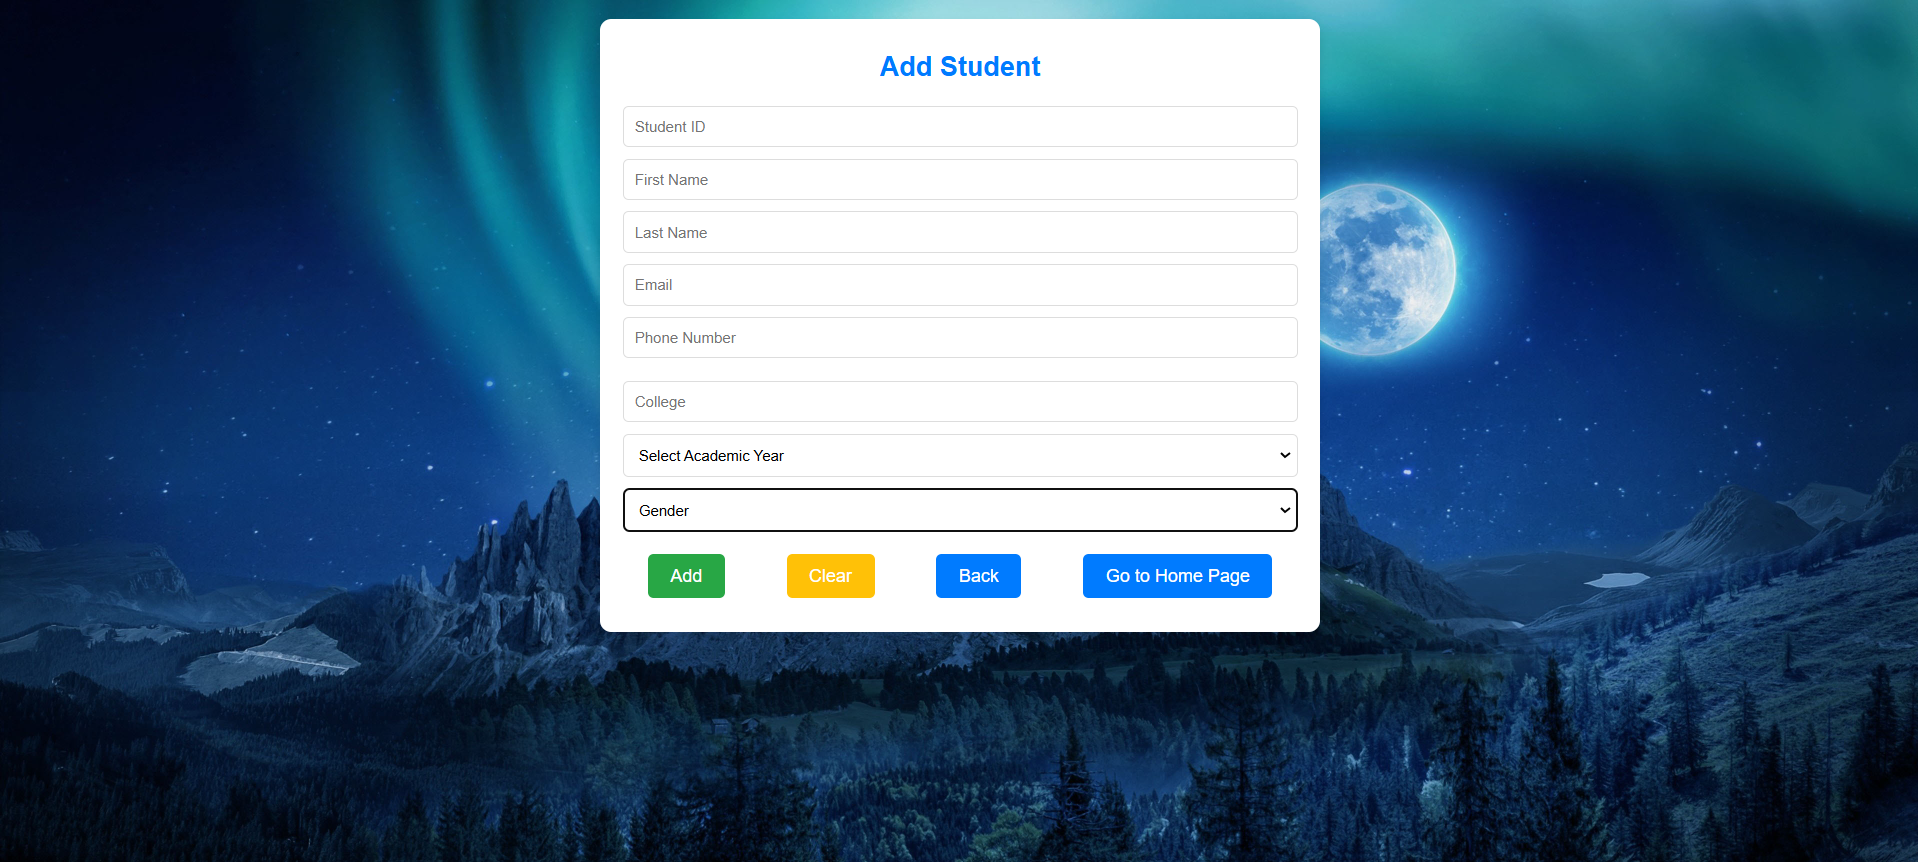 Add Student
Student ID
First Name
Last Name
Email
Phone Number
College
Select Academic Year
Gender
Add Clear Back Go to Home Page